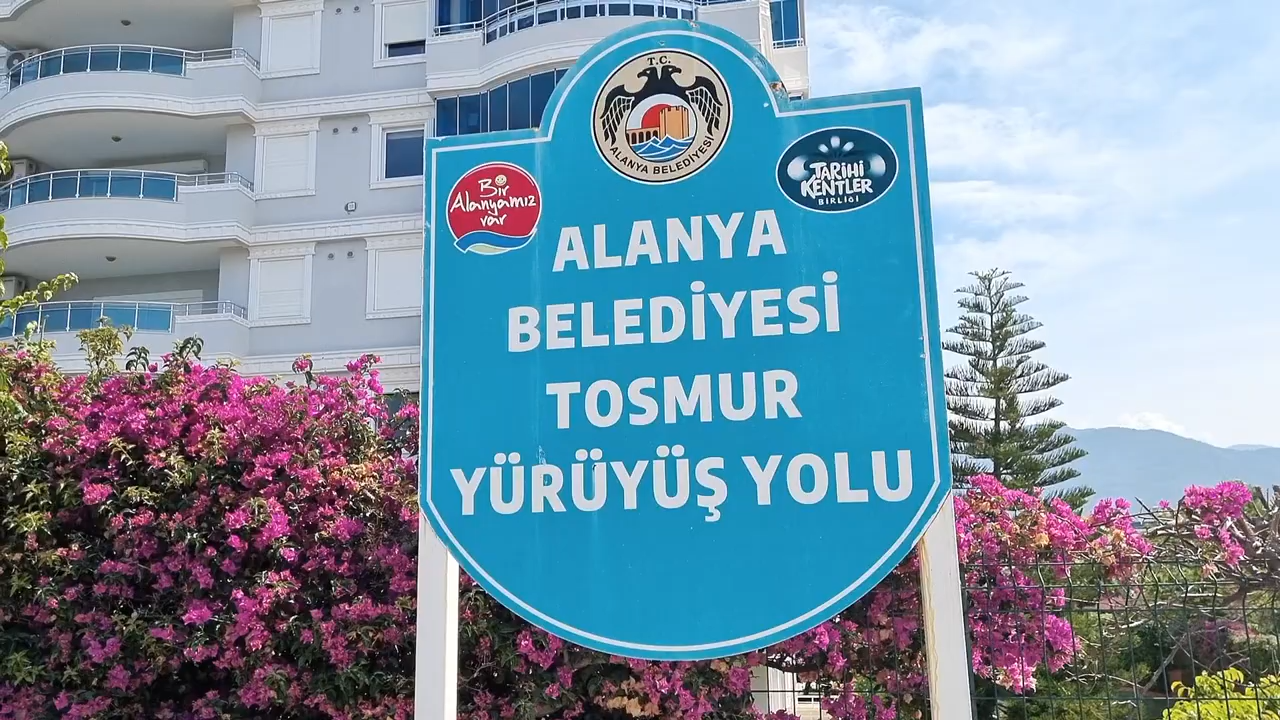 T.C.
ALANYA BELEDİYESİ
Bir
Alanyamız
var
TARİHİ
KENTLER
BİRLİĞİ
ALANYA
BELEDİYESİ
TOSMUR
YÜRÜYÜŞ YOLU